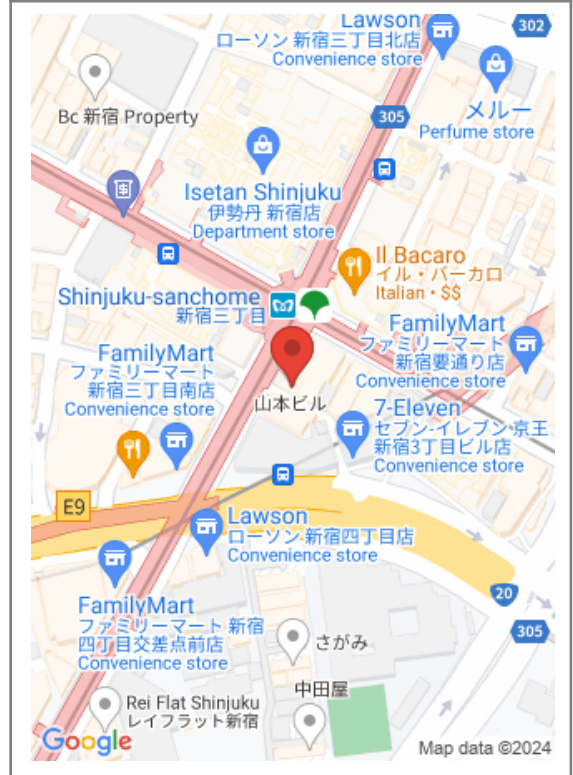 Lawson
ローソン 新宿三丁目北店
Convenience store
302
Bc 新宿 Property
305
メルー
Perfume store
Isetan Shinjuku
伊勢丹 新宿店
Department store
Il Bacaro
イル・バーカロ
Italian • $$
Shinjuku-sanchome
新宿三丁目
FamilyMart
ファミリーマート
新宿要通り店
Convenience store
FamilyMart
ファミリーマート
新宿三丁目南店
Convenience store
山本ビル
7-Eleven
セブン-イレブン 京王
新宿3丁目ビル店
Convenience store
E9
Lawson
ローソン 新宿四丁目店
Convenience store
FamilyMart
ファミリーマート 新宿
四丁目交差点前店
Convenience store
20
305
さがみ
中田屋
Rei Flat Shinjuku
レイフラット新宿
Google
Map data ©2024